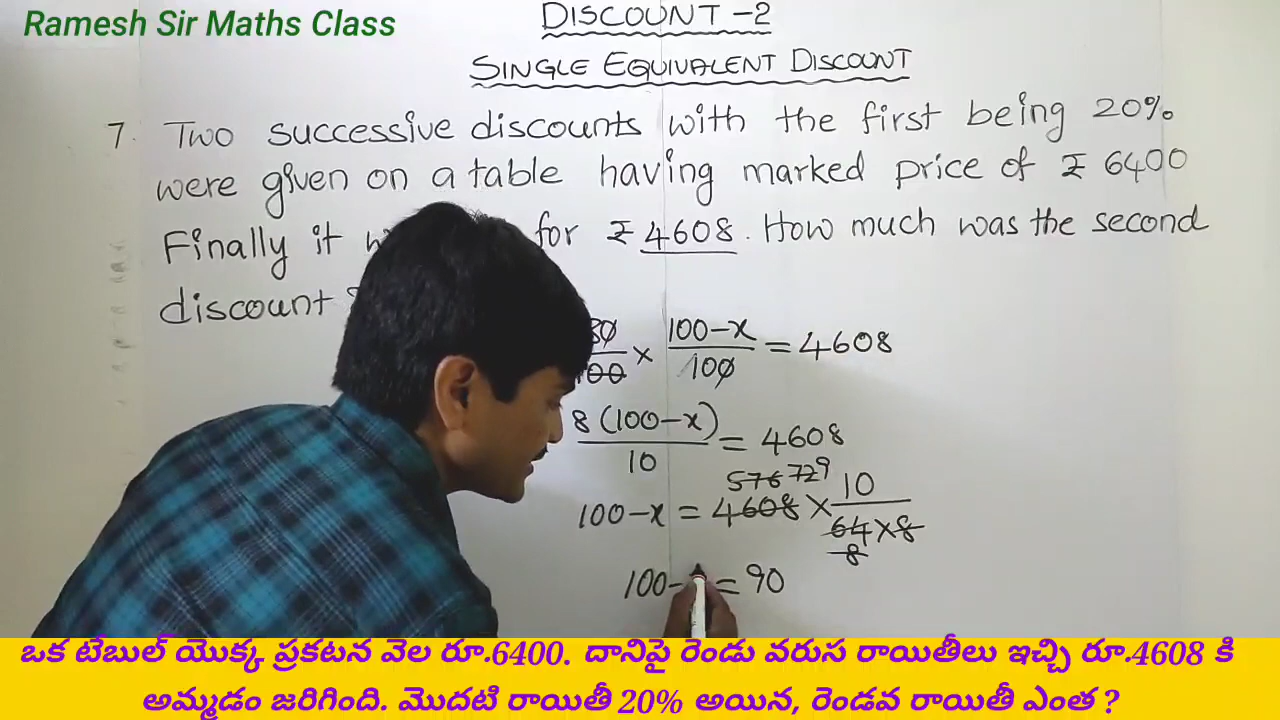 Ramesh Sir Maths Class
DISCOUNT -2
SINGLE EQUIVALENT DISCOUNT
7. Two successive discounts with the first being 20%
were given on a table having marked price of ₹ 6400
Finally it for ₹ 4608. How much was the second
discount
80/100 × 100-x/100 = 4608
8(100-x)/10 = 4608
576 72 9
100-x = 4608 × 10/64×8
8
100- = 90
ఒక టేబుల్ యొక్క ప్రకటన వెల రూ.6400. దానిపై రెండు వరుస రాయితీలు ఇచ్చి రూ.4608 కి
అమ్మడం జరిగింది. మొదటి రాయితీ 20% అయిన, రెండవ రాయితీ ఎంత ?